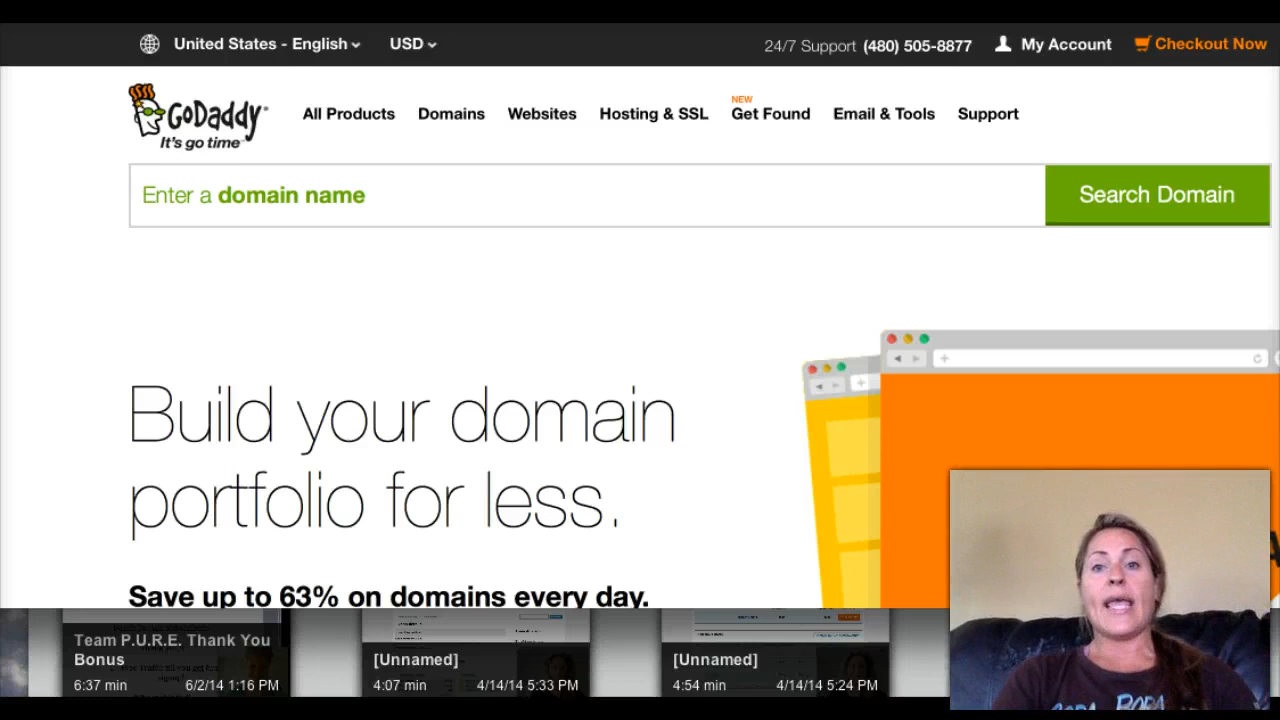 United States - English USD 24/7 Support (480) 505-8877 My Account Checkout Now
GoDaddy
It's go time
All Products Domains Websites Hosting & SSL NEW Get Found Email & Tools Support
Enter a domain name Search Domain
Build your domain
portfolio for less.
Save up to 63% on domains every day.
Team P.U.R.E. Thank You
Bonus
6:37 min 6/2/14 1:16 PM
[Unnamed]
4:07 min 4/14/14 5:33 PM
[Unnamed]
4:54 min 4/14/14 5:24 PM